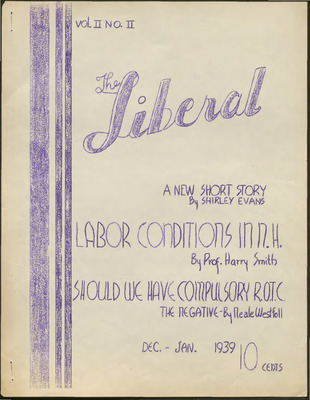 VOL. II NO. II
The
Liberal
A NEW SHORT STORY
By SHIRLEY EVANS
LABOR CONDITIONS IN N.H.
By Prof. Harry Smith
SHOULD WE HAVE COMPULSORY R.O.T.C.
THE NEGATIVE - By Neale Westfall
DEC. - JAN. 1939
10 CENTS